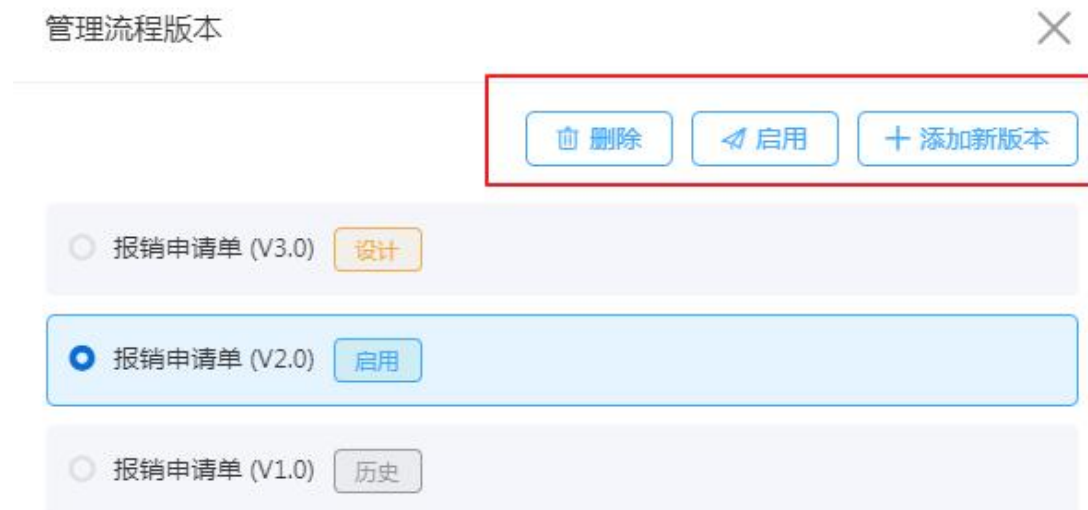 管理流程版本
删除 启用 添加新版本
报销申请单 (V3.0) 设计
报销申请单 (V2.0) 启用
报销申请单 (V1.0) 历史